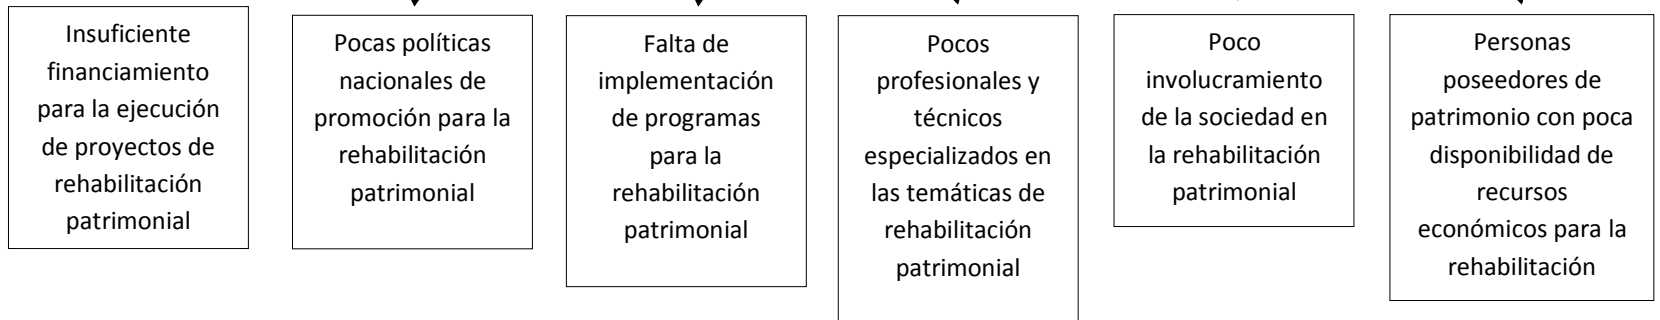 Insuficiente
financiamiento
para la ejecución
de proyectos de
rehabilitación
patrimonial
Pocas políticas
nacionales de
promoción para la
rehabilitación
patrimonial
Falta de
implementación
de programas
para la
rehabilitación
patrimonial
Pocos
profesionales y
técnicos
especializados en
las temáticas de
rehabilitación
patrimonial
Poco
involucramiento
de la sociedad en
la rehabilitación
patrimonial
Personas
poseedores de
patrimonio con poca
disponibilidad de
recursos
económicos para la
rehabilitación